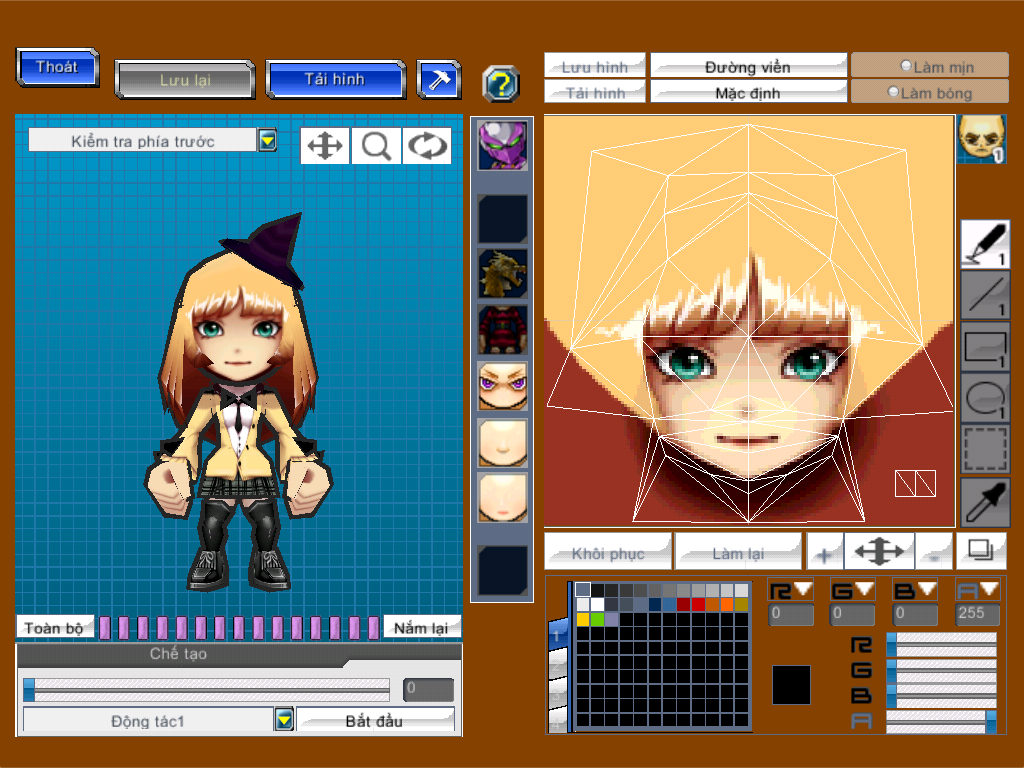 Thoát
Lưu lại
Tải hình
?
Lưu hình
Đường viền
Làm mịn
Tải hình
Mặc định
Làm bóng
Kiểm tra phía trước
1
1
1
1
1
Khôi phục
Làm lại
+
-
Toàn bộ
Nắm lại
Chế tạo
0
Động tác1
Bắt đầu
1
R
G
B
A
0
0
0
255
R
G
B
A